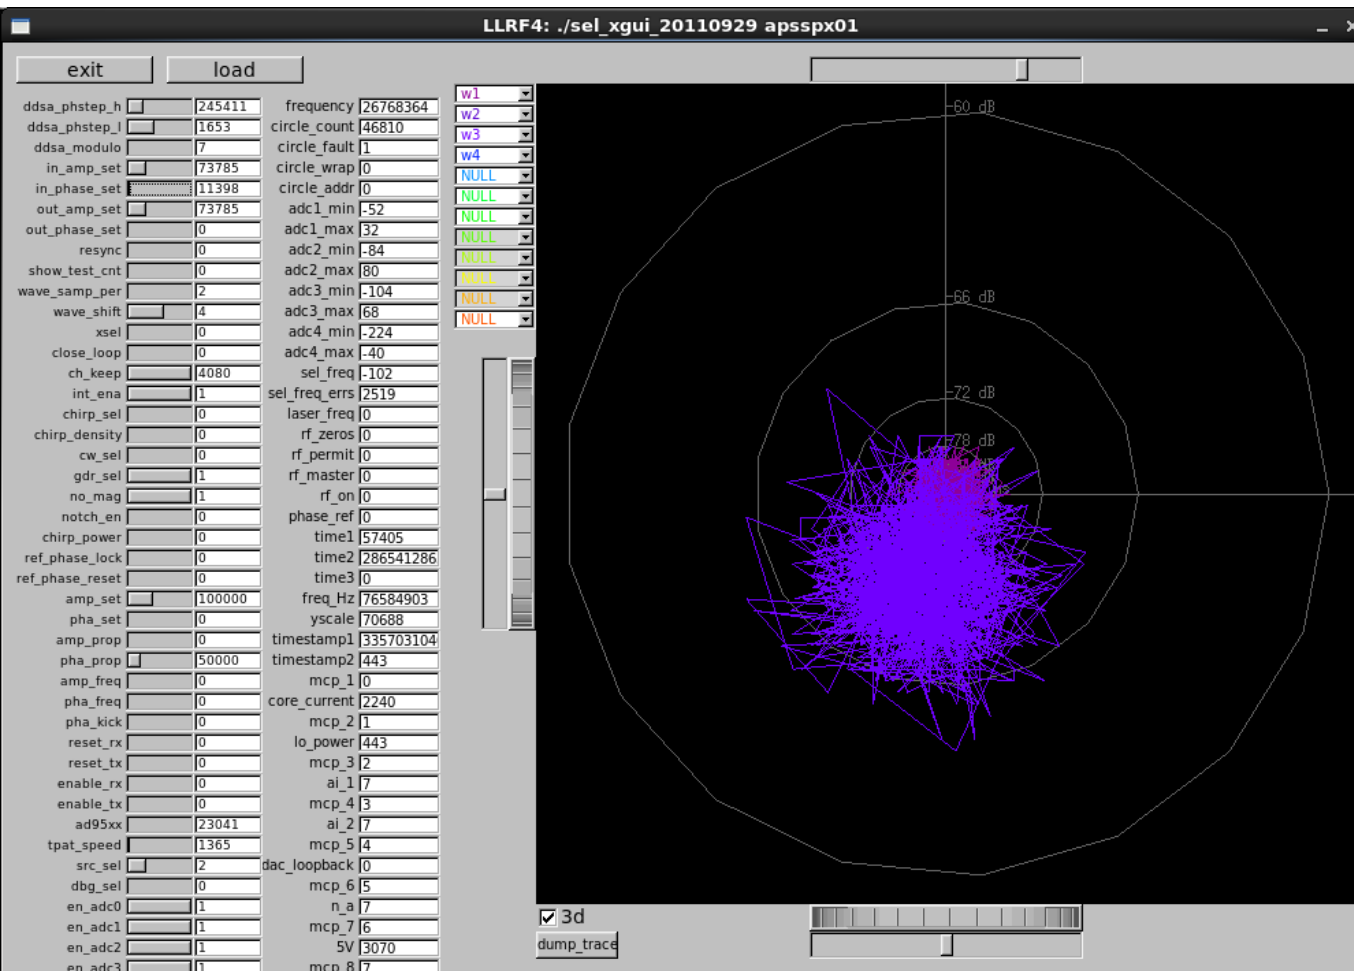 LLRF4: ./sel_xgui_20110929 apsspx01
exit load
ddsa_phstep_h 245411 frequency 26768364 w1 -60 dB
ddsa_phstep_l 1653 circle_count 46810 w2
ddsa_modulo 7 circle_fault 1 w3
in_amp_set 73785 circle_wrap 0 w4
in_phase_set 11398 circle_addr 0 NULL
out_amp_set 73785 adc1_min -52 NULL
out_phase_set 0 adc1_max 32 NULL
resync 0 adc2_min -84 NULL
show_test_cnt 0 adc2_max 80 NULL
wave_samp_per 2 adc3_min -104 NULL -66 dB
wave_shift 4 adc3_max 68 NULL
xsel 0 adc4_min -224 NULL
close_loop 0 adc4_max -40
ch_keep 4080 sel_freq -102
int_ena 1 sel_freq_errs 2519 -72 dB
chirp_sel 0 laser_freq 0
chirp_density 0 rf_zeros 0 -78 dB
cw_sel 0 rf_permit 0
gdr_sel 1 rf_master 0
no_mag 1 rf_on 0
notch_en 0 phase_ref 0
chirp_power 0 time1 57405
ref_phase_lock 0 time2 286541286
ref_phase_reset 0 time3 0
amp_set 100000 freq_Hz 76584903
pha_set 0 yscale 70688
amp_prop 0 timestamp1 335703104
pha_prop 50000 timestamp2 443
amp_freq 0 mcp_1 0
pha_freq 0 core_current 2240
pha_kick 0 mcp_2 1
reset_rx 0 lo_power 443
reset_tx 0 mcp_3 2
enable_rx 0 ai_1 7
enable_tx 0 mcp_4 3
ad95xx 23041 ai_2 7
tpat_speed 1365 mcp_5 4
src_sel 2 dac_loopback 0
dbg_sel 0 mcp_6 5
en_adc0 1 n_a 7 3d
en_adc1 1 mcp_7 6
en_adc2 1 5V 3070 dump_trace
en_adc3 1 mcp_8 7